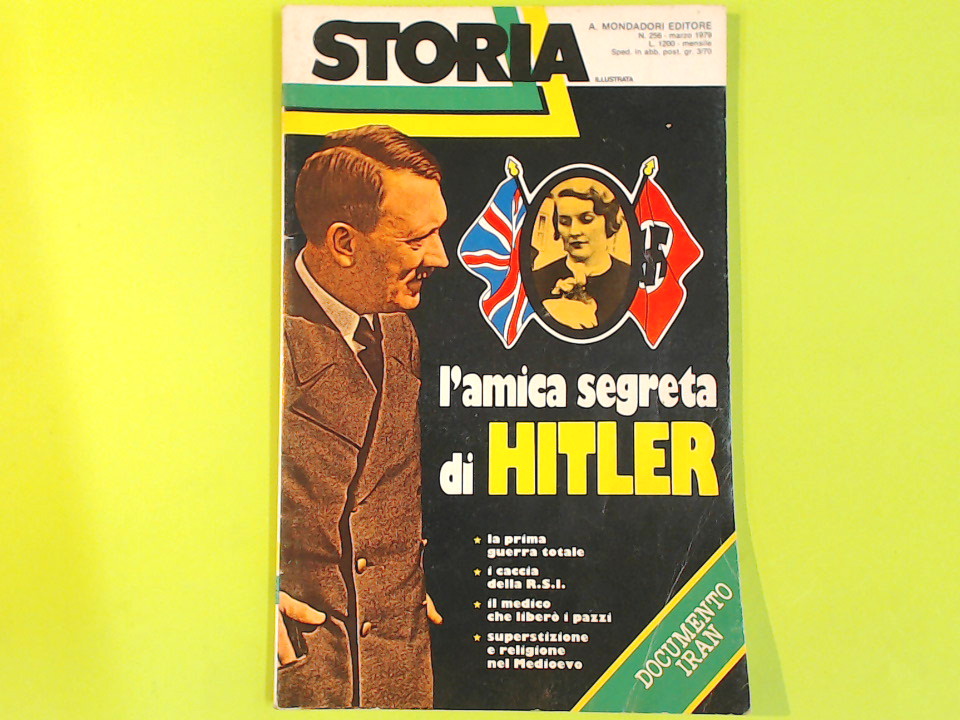 STORIA
ILLUSTRATA
A. MONDADORI EDITORE
N. 256 - marzo 1979
L. 1200 - mensile
Sped. in abb. post. gr. 3/70
l'amica segreta
di HITLER
la prima
guerra totale
i caccia
della R.S.I.
il medico
che liberò i pazzi
superstizione
e religione
nel Medioevo
DOCUMENTO
IRAN